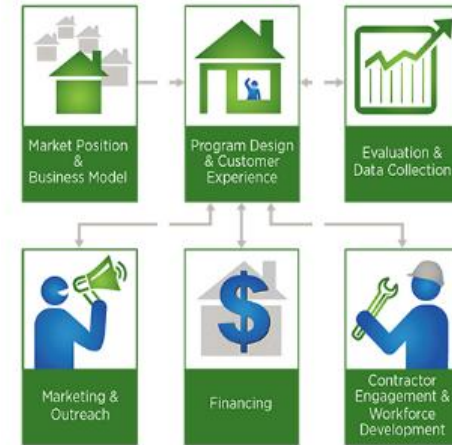 Market Position
&
Business Model
Program Design
& Customer
Experience
Evaluation &
Data Collection
Marketing &
Outreach
$
Financing
Contractor
Engagement &
Workforce
Development